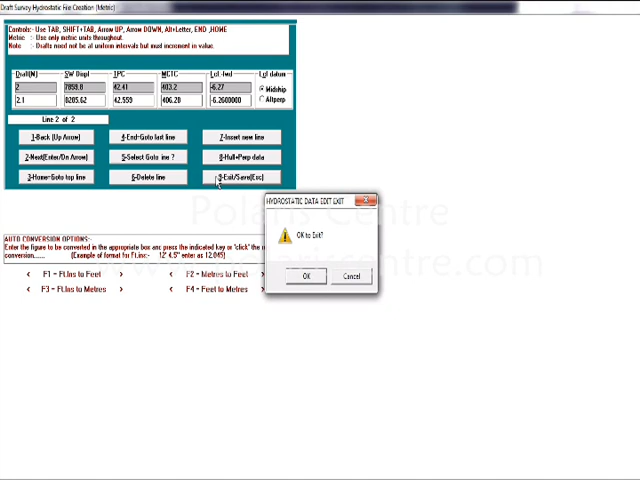 Draft Survey Hydrostatic File Creation (Metric)
Controls:- Use TAB, SHIFT+TAB, Arrow UP, Arrow DOWN, Alt+Letter, END ,HOME
Metric :- Use only metric units throughout.
Note :- Drafts need not be at uniform intervals but must increment in value.
Draft(M) SW Displ TPC MCTC Lcf-fwd Lcf datum
2 7859.0 42.41 403.2 -6.27 Midship
2.1 8285.62 42.559 406.20 -6.2600000 Aftperp
Line 2 of 2
1-Back (Up Arrow) 4-End=Goto last line 7-Insert new line
2-Next(Enter/Dn Arrow) 5-Select Goto line ? 8-Hull+Perp data
3-Home=Goto top line 6-Delete line 9-Exit/Save(Esc)
HYDROSTATIC DATA EDIT EXIT
OK to Exit?
OK Cancel
Polaris Centre
www.polariscentre.com
AUTO CONVERSION OPTIONS:-
Enter the figure to be converted in the appropriate box and press the indicated key or 'click' the
conversion...... (Example of format for Ft.Ins:- 12' 4.5'' enter as 12.045)
< F1 = Ft.Ins to Feet > < F2 = Metres to Feet >
< F3 = Ft.Ins to Metres > < F4 = Feet to Metres >